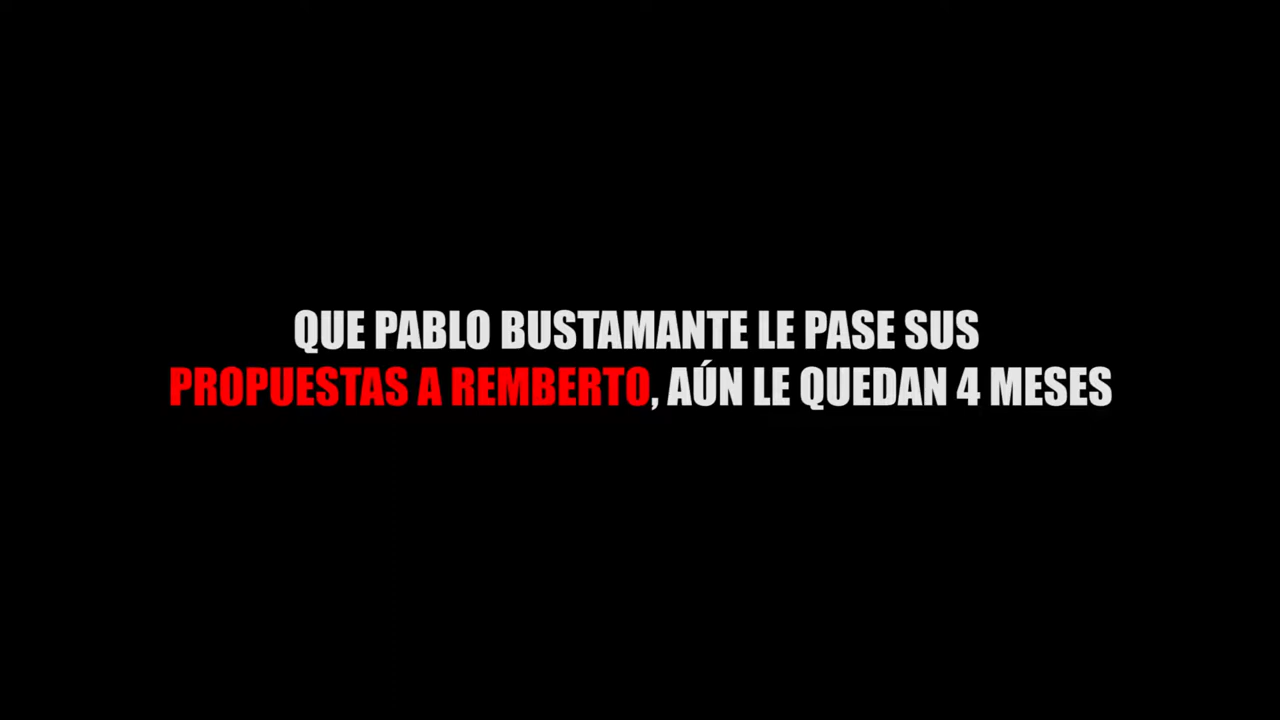 QUE PABLO BUSTAMANTE LE PASE SUS
PROPUESTAS A REMBERTO, AÚN LE QUEDAN 4 MESES